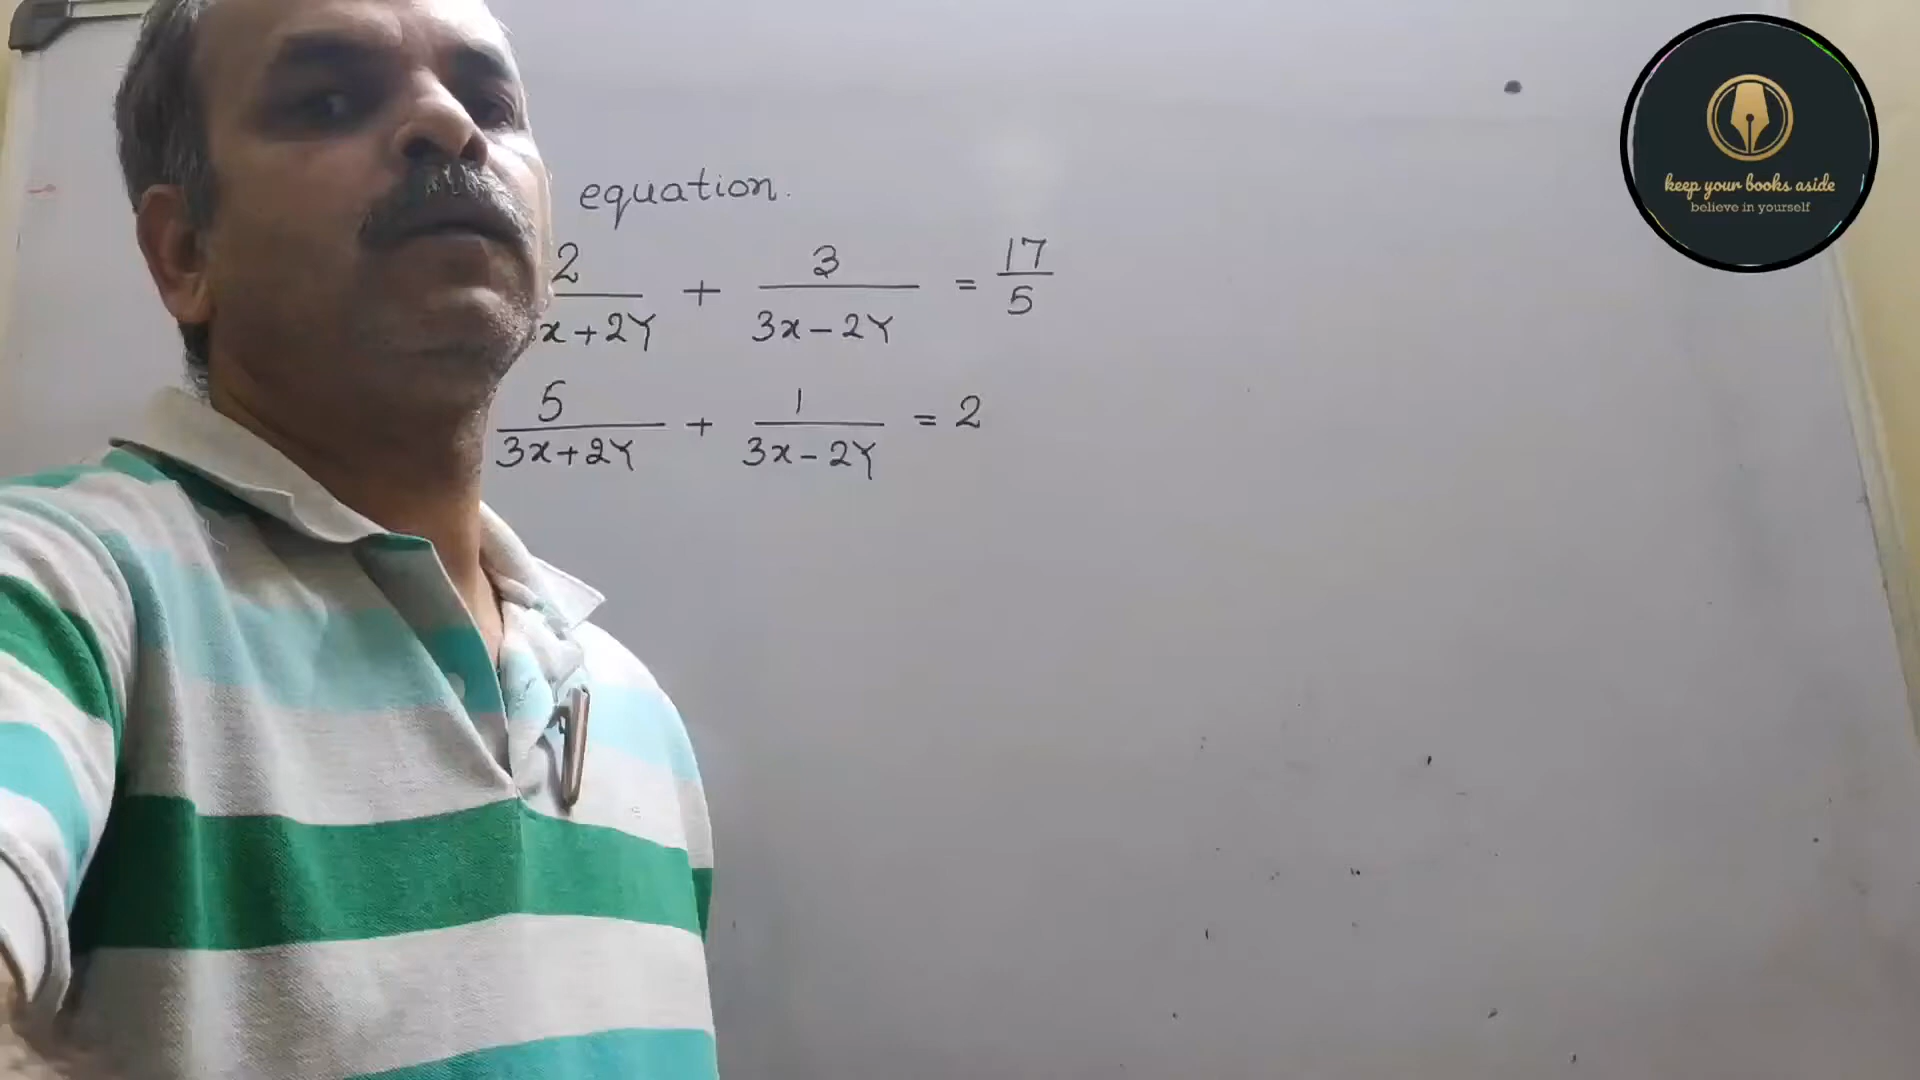 equation.
2/x+2Y + 3/3x-2Y = 17/5
5/3x+2Y + 1/3x-2Y = 2
keep your books aside
believe in yourself